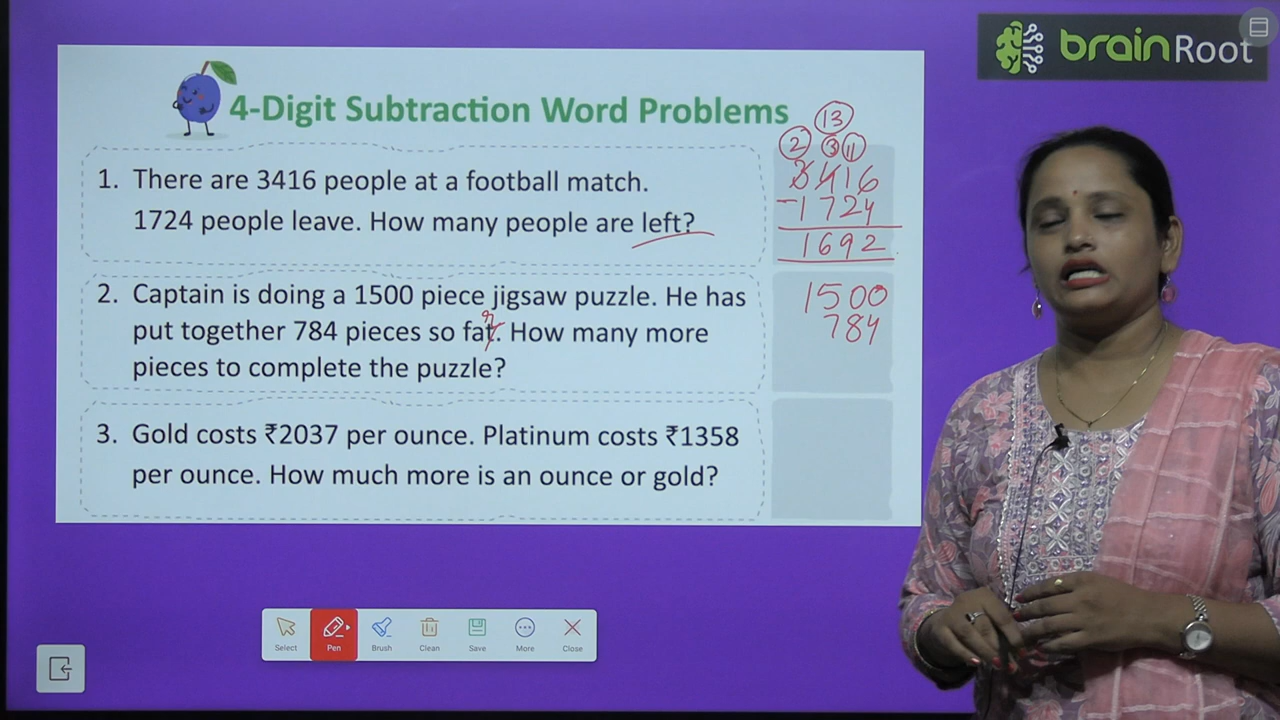 brainRoot
4-Digit Subtraction Word Problems
1. There are 3416 people at a football match.
1724 people leave. How many people are left?
13
2 3 11
3416
-1724
1692
2. Captain is doing a 1500 piece jigsaw puzzle. He has
put together 784 pieces so fat. How many more
r
pieces to complete the puzzle?
1500
784
3. Gold costs ₹2037 per ounce. Platinum costs ₹1358
per ounce. How much more is an ounce or gold?
Select Pen Brush Clean Save More Close